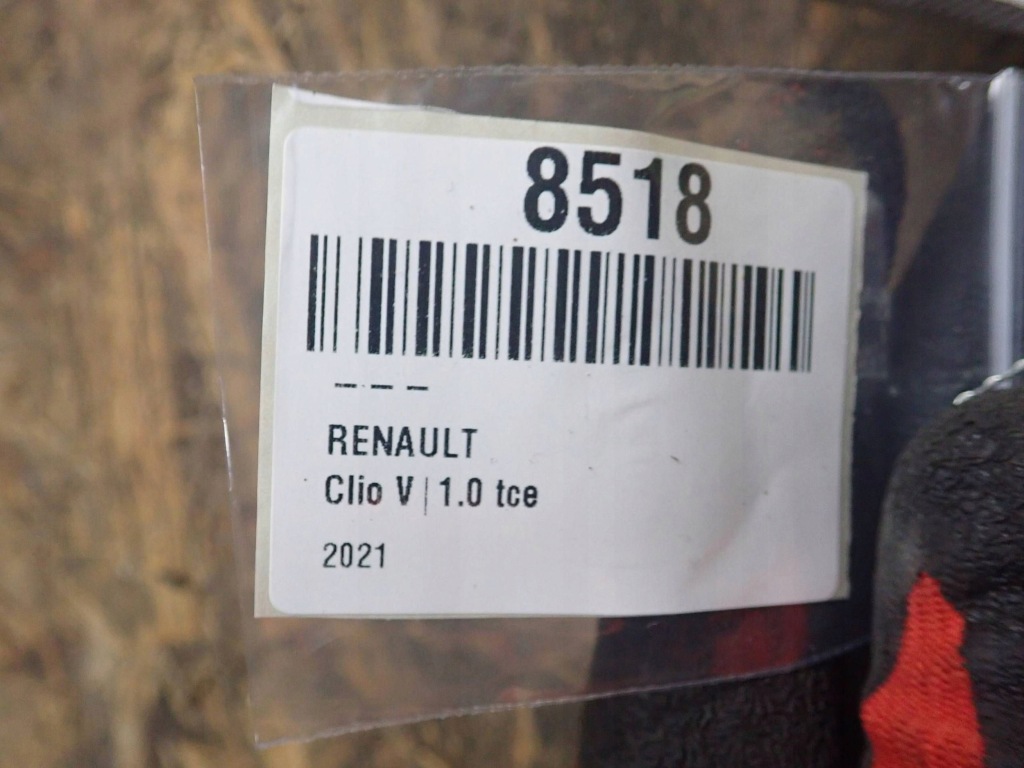 8518
– – –
RENAULT
Clio V | 1.0 tce
2021